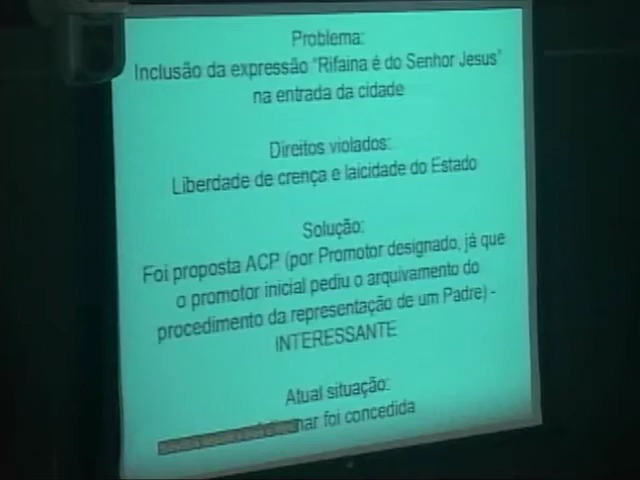 Problema:
Inclusão da expressão "Rifaina é do Senhor Jesus"
na entrada da cidade
Direitos violados:
Liberdade de crença e laicidade do Estado
Solução:
Foi proposta ACP (por Promotor designado, já que
o promotor inicial pediu o arquivamento do
procedimento da representação de um Padre) -
INTERESSANTE
Atual situação:
foi concedida